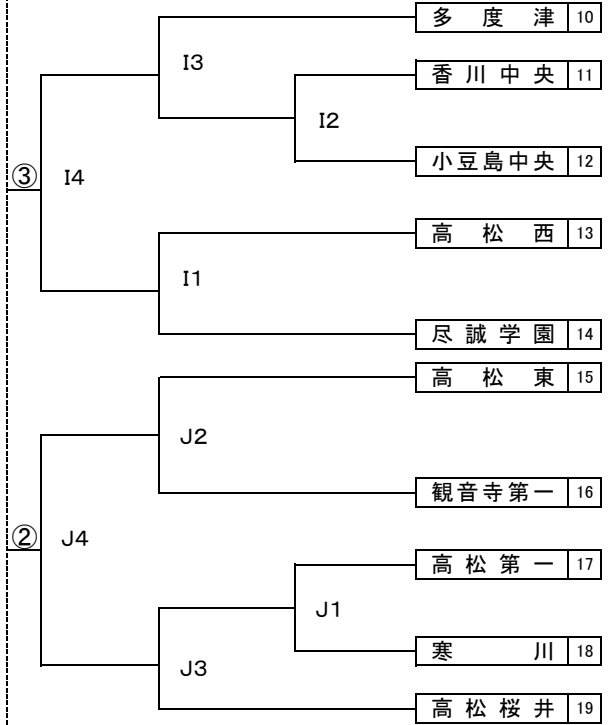 多度津 10
I3
香川中央 11
I2
小豆島中央 12
③ I4
高松西 13
I1
尽誠学園 14
高松東 15
J2
観音寺第一 16
② J4
高松第一 17
J1
寒川 18
J3
高松桜井 19